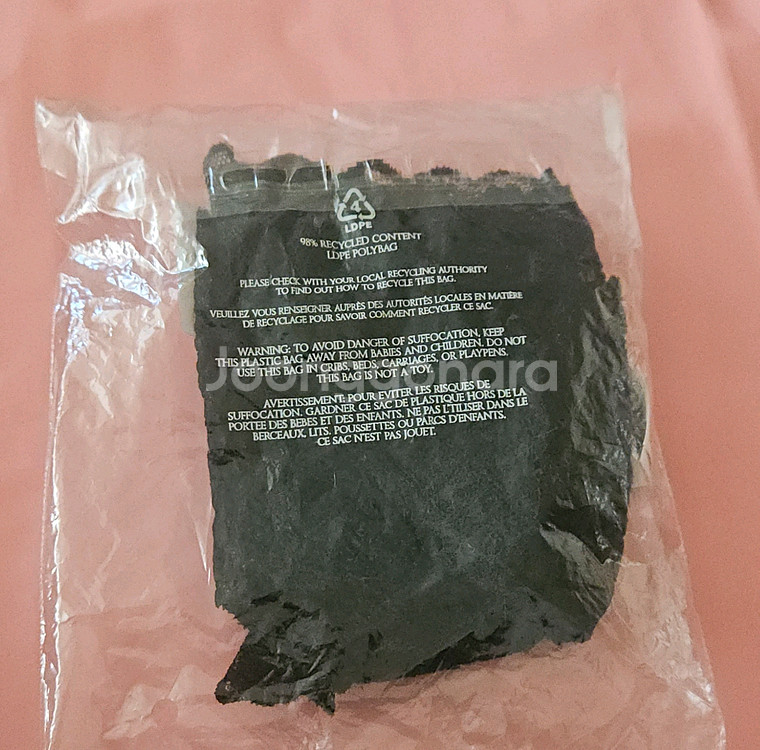 4
LDPE
98% RECYCLED CONTENT
LDPE POLYBAG
PLEASE CHECK WITH YOUR LOCAL RECYCLING AUTHORITY
TO FIND OUT HOW TO RECYCLE THIS BAG.
VEUILLEZ VOUS RENSEIGNER AUPRÈS DES AUTORITÉS LOCALES EN MATIÈRE
DE RECYCLAGE POUR SAVOIR COMMENT RECYCLER CE SAC.
WARNING: TO AVOID DANGER OF SUFFOCATION, KEEP
THIS PLASTIC BAG AWAY FROM BABIES AND CHILDREN. DO NOT
USE THIS BAG IN CRIBS, BEDS, CARRIAGES, OR PLAYPENS.
THIS BAG IS NOT A TOY.
AVERTISSEMENT: POUR EVITER LES RISQUES DE
SUFFOCATION, GARDNER CE SAC DE PLASTIQUE HORS DE LA
PORTEE DES BEBES ET DES ENFANTS. NE PAS L'TILISER DANS LE
BERCEAUX, LITS, POUSSETTES OU PARCS D'ENFANTS.
CE SAC N'EST PAS JOUET.